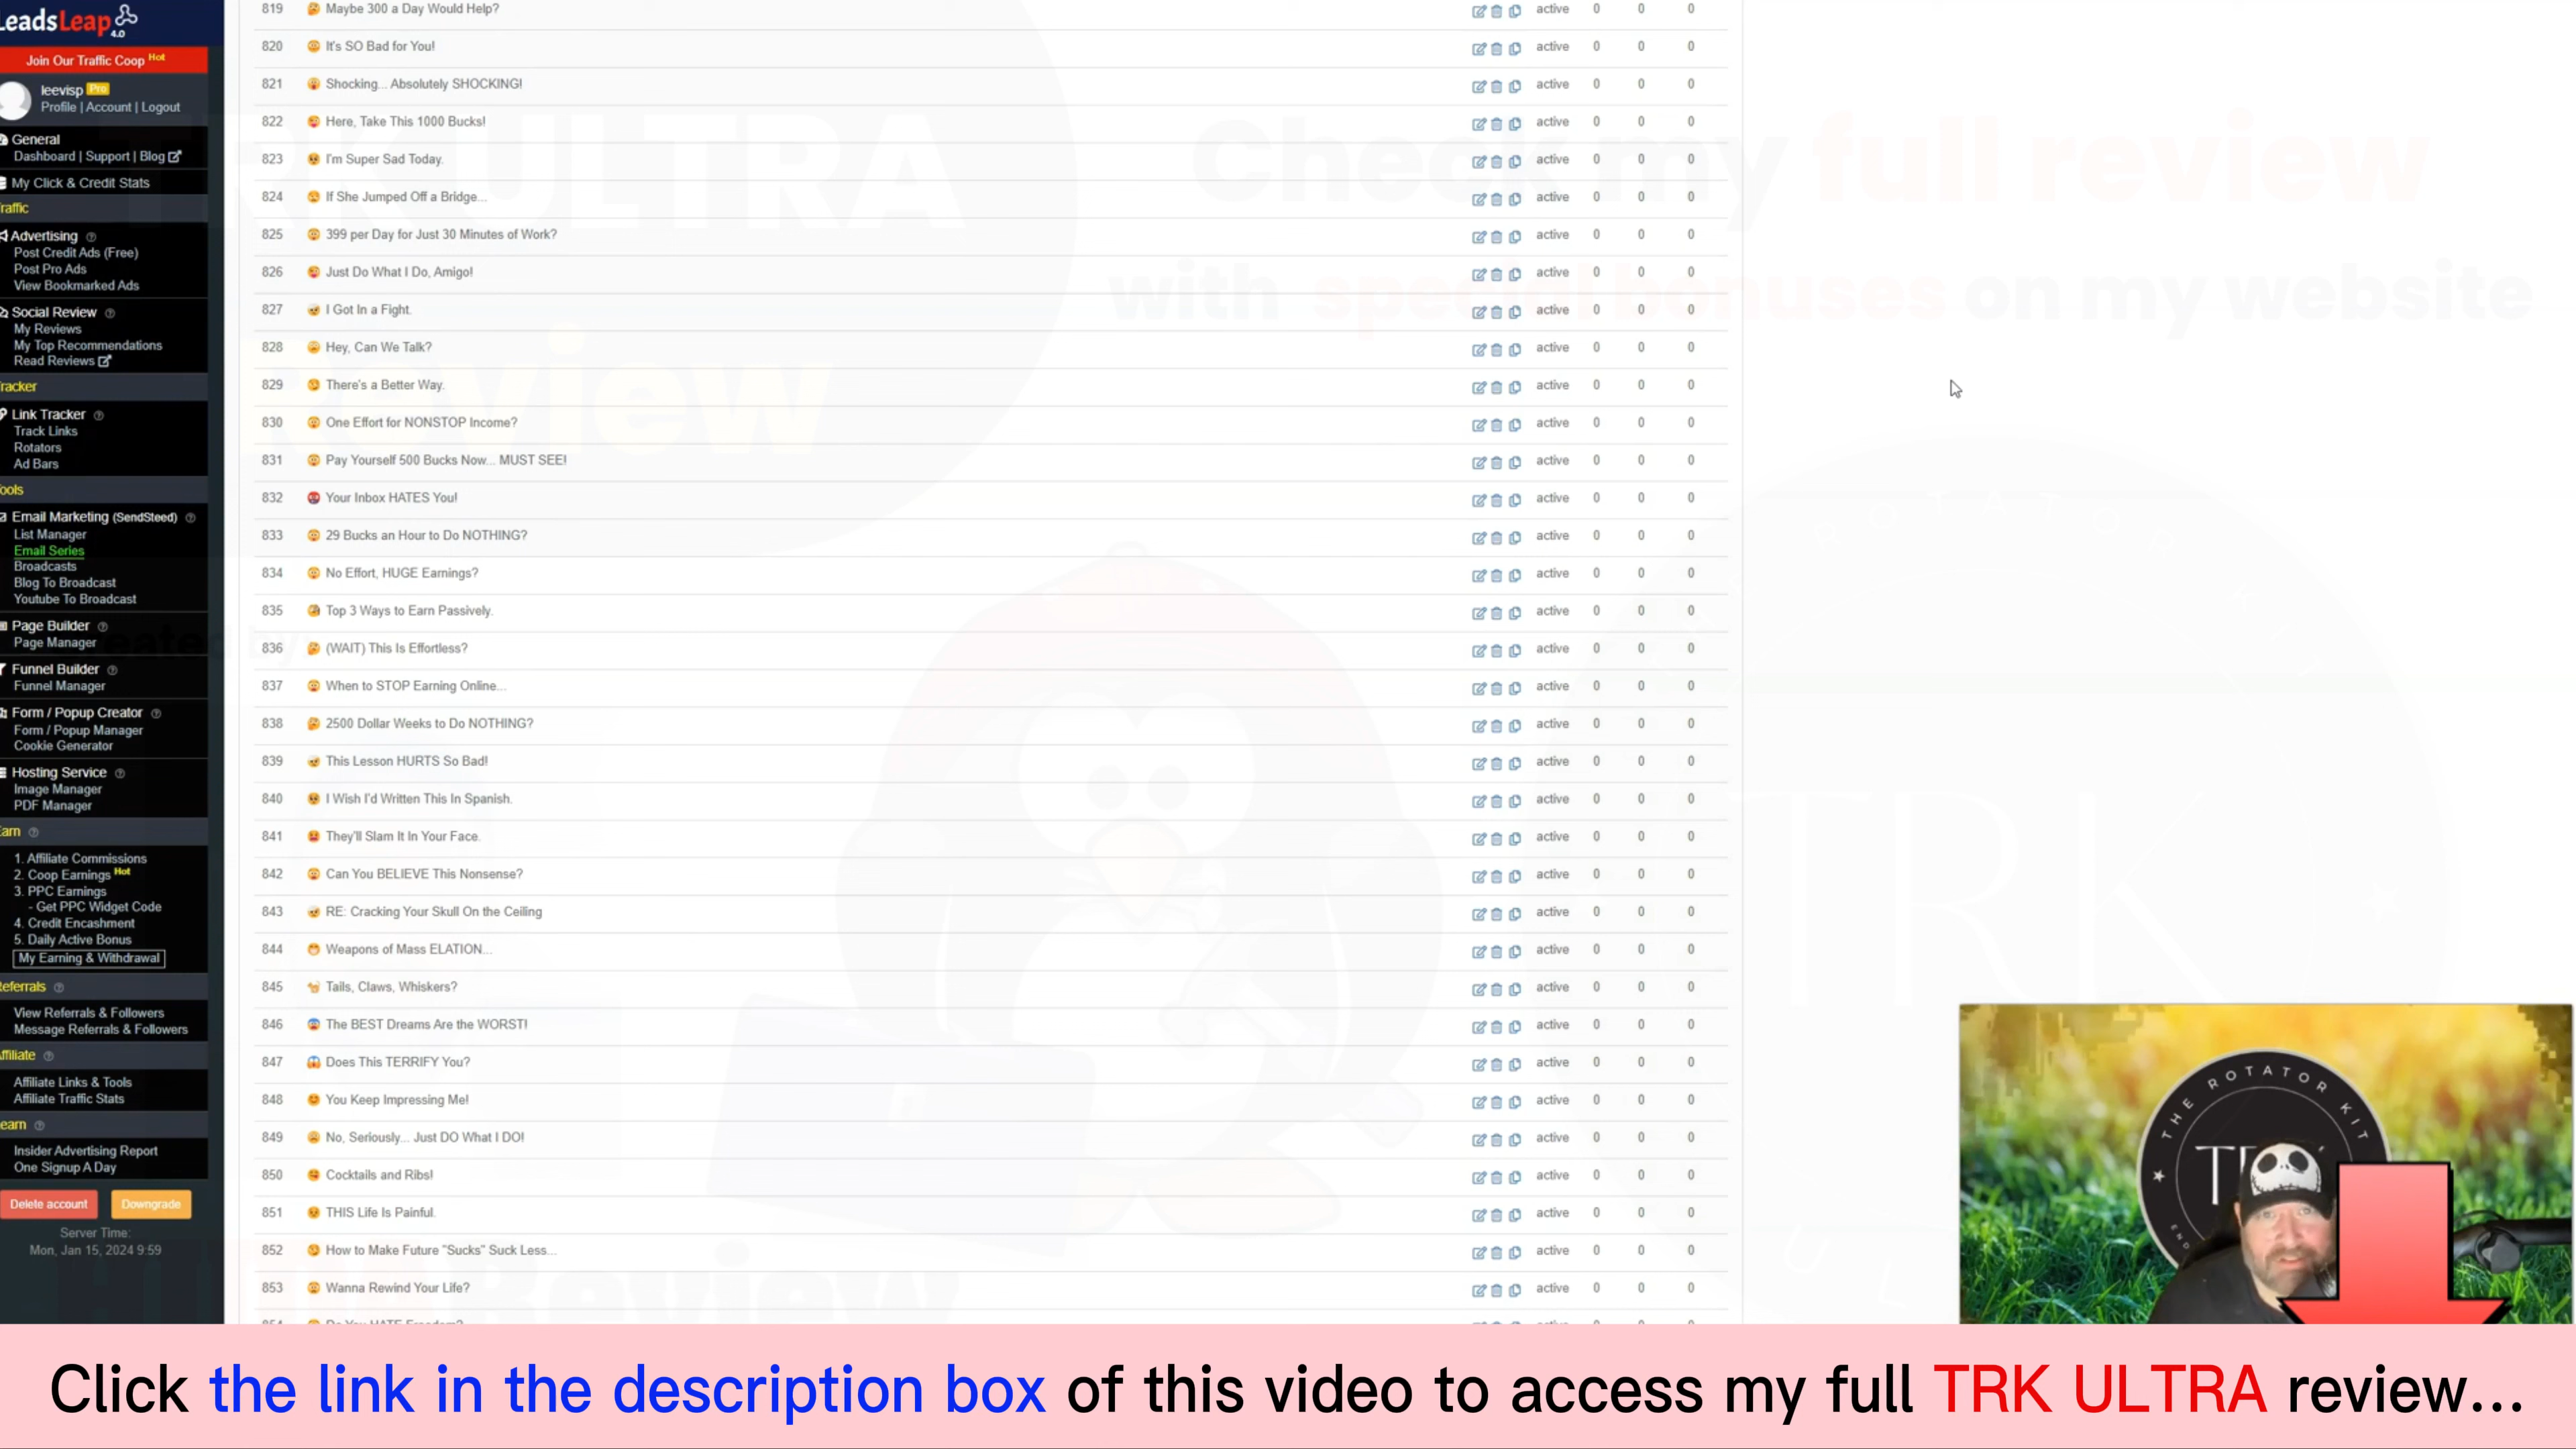 LeadsLeap 4.0
Join Our Traffic Coop Hot
leevisp Pro
Profile | Account | Logout
General
Dashboard | Support | Blog
My Click & Credit Stats
Traffic
Advertising
Post Credit Ads (Free)
Post Pro Ads
View Bookmarked Ads
Social Review
My Reviews
My Top Recommendations
Read Reviews
Tracker
Link Tracker
Track Links
Rotators
Ad Bars
Tools
Email Marketing (SendSteed)
List Manager
Email Series
Broadcasts
Blog To Broadcast
Youtube To Broadcast
Page Builder
Page Manager
Funnel Builder
Funnel Manager
Form / Popup Creator
Form / Popup Manager
Cookie Generator
Hosting Service
Image Manager
PDF Manager
Earn
1. Affiliate Commissions
2. Coop Earnings Hot
3. PPC Earnings
- Get PPC Widget Code
4. Credit Encashment
5. Daily Active Bonus
My Earning & Withdrawal
Referrals
View Referrals & Followers
Message Referrals & Followers
Affiliate
Affiliate Links & Tools
Affiliate Traffic Stats
Learn
Insider Advertising Report
One Signup A Day
Delete account Downgrade
Server Time:
Mon, Jan 15, 2024 9:59
819 Maybe 300 a Day Would Help? active 0 0 0
820 It's SO Bad for You! active 0 0 0
821 Shocking... Absolutely SHOCKING! active 0 0 0
822 Here, Take This 1000 Bucks! active 0 0 0
823 I'm Super Sad Today. active 0 0 0
824 If She Jumped Off a Bridge... active 0 0 0
825 399 per Day for Just 30 Minutes of Work? active 0 0 0
826 Just Do What I Do, Amigo! active 0 0 0
827 I Got In a Fight. active 0 0 0
828 Hey, Can We Talk? active 0 0 0
829 There's a Better Way. active 0 0 0
830 One Effort for NONSTOP Income? active 0 0 0
831 Pay Yourself 500 Bucks Now... MUST SEE! active 0 0 0
832 Your Inbox HATES You! active 0 0 0
833 29 Bucks an Hour to Do NOTHING? active 0 0 0
834 No Effort, HUGE Earnings? active 0 0 0
835 Top 3 Ways to Earn Passively. active 0 0 0
836 (WAIT) This Is Effortless? active 0 0 0
837 When to STOP Earning Online... active 0 0 0
838 2500 Dollar Weeks to Do NOTHING? active 0 0 0
839 This Lesson HURTS So Bad! active 0 0 0
840 I Wish I'd Written This In Spanish. active 0 0 0
841 They'll Slam It In Your Face. active 0 0 0
842 Can You BELIEVE This Nonsense? active 0 0 0
843 RE: Cracking Your Skull On the Ceiling active 0 0 0
844 Weapons of Mass ELATION... active 0 0 0
845 Tails, Claws, Whiskers? active 0 0 0
846 The BEST Dreams Are the WORST! active 0 0 0
847 Does This TERRIFY You? active 0 0 0
848 You Keep Impressing Me! active 0 0 0
849 No, Seriously... Just DO What I DO! active 0 0 0
850 Cocktails and Ribs! active 0 0 0
851 THIS Life Is Painful. active 0 0 0
852 How to Make Future "Sucks" Suck Less... active 0 0 0
853 Wanna Rewind Your Life? active 0 0 0
TRK ULTRA
Review
Check my full review
with special bonuses on my website
TRK
THE ROTATOR KIT
Click the link in the description box of this video to access my full TRK ULTRA review...